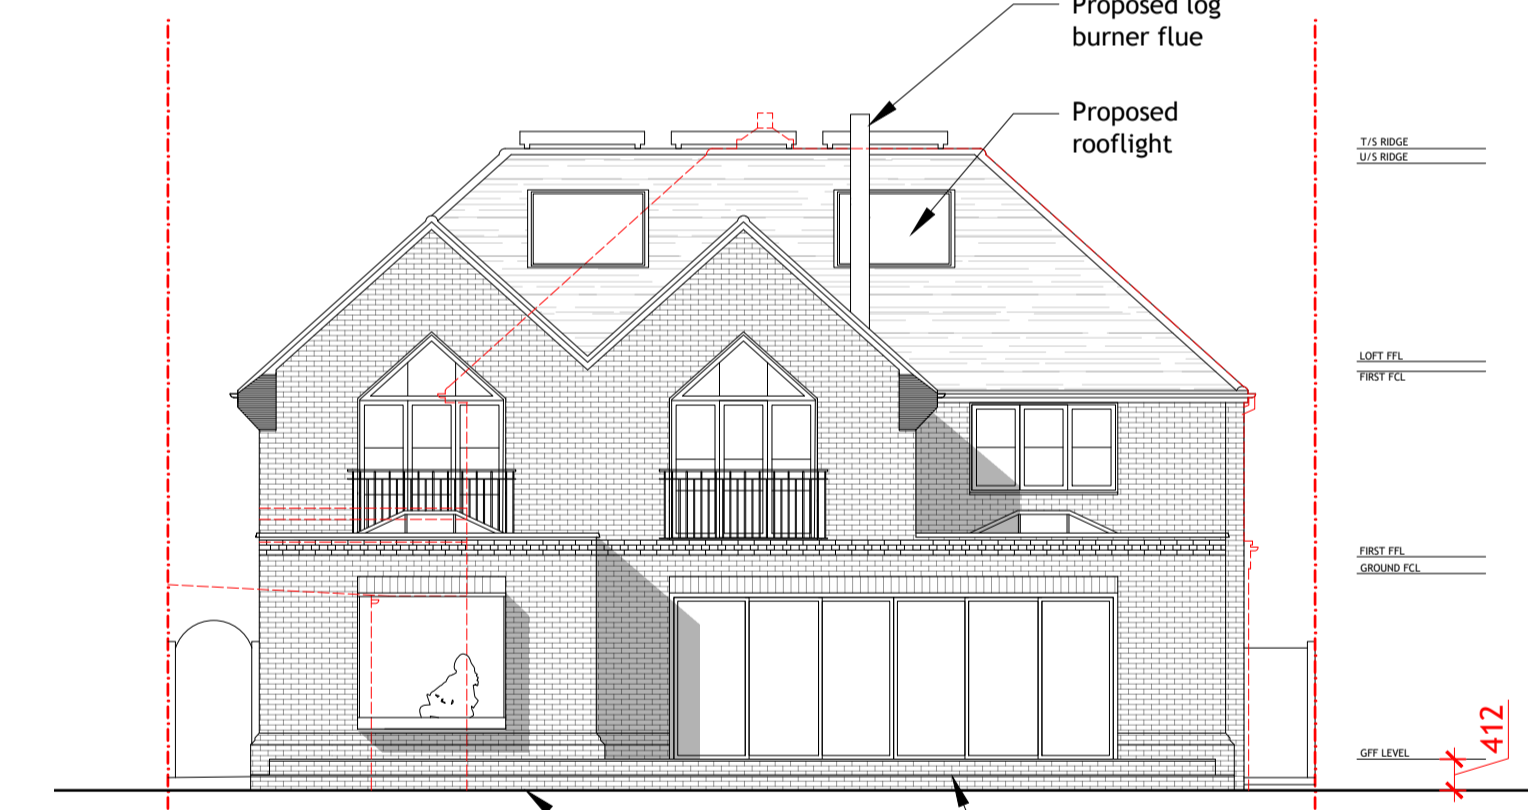 Proposed log
burner flue
Proposed
rooflight
T/S RIDGE
U/S RIDGE
LOFT FFL
FIRST FCL
FIRST FFL
GROUND FCL
GFF LEVEL
412